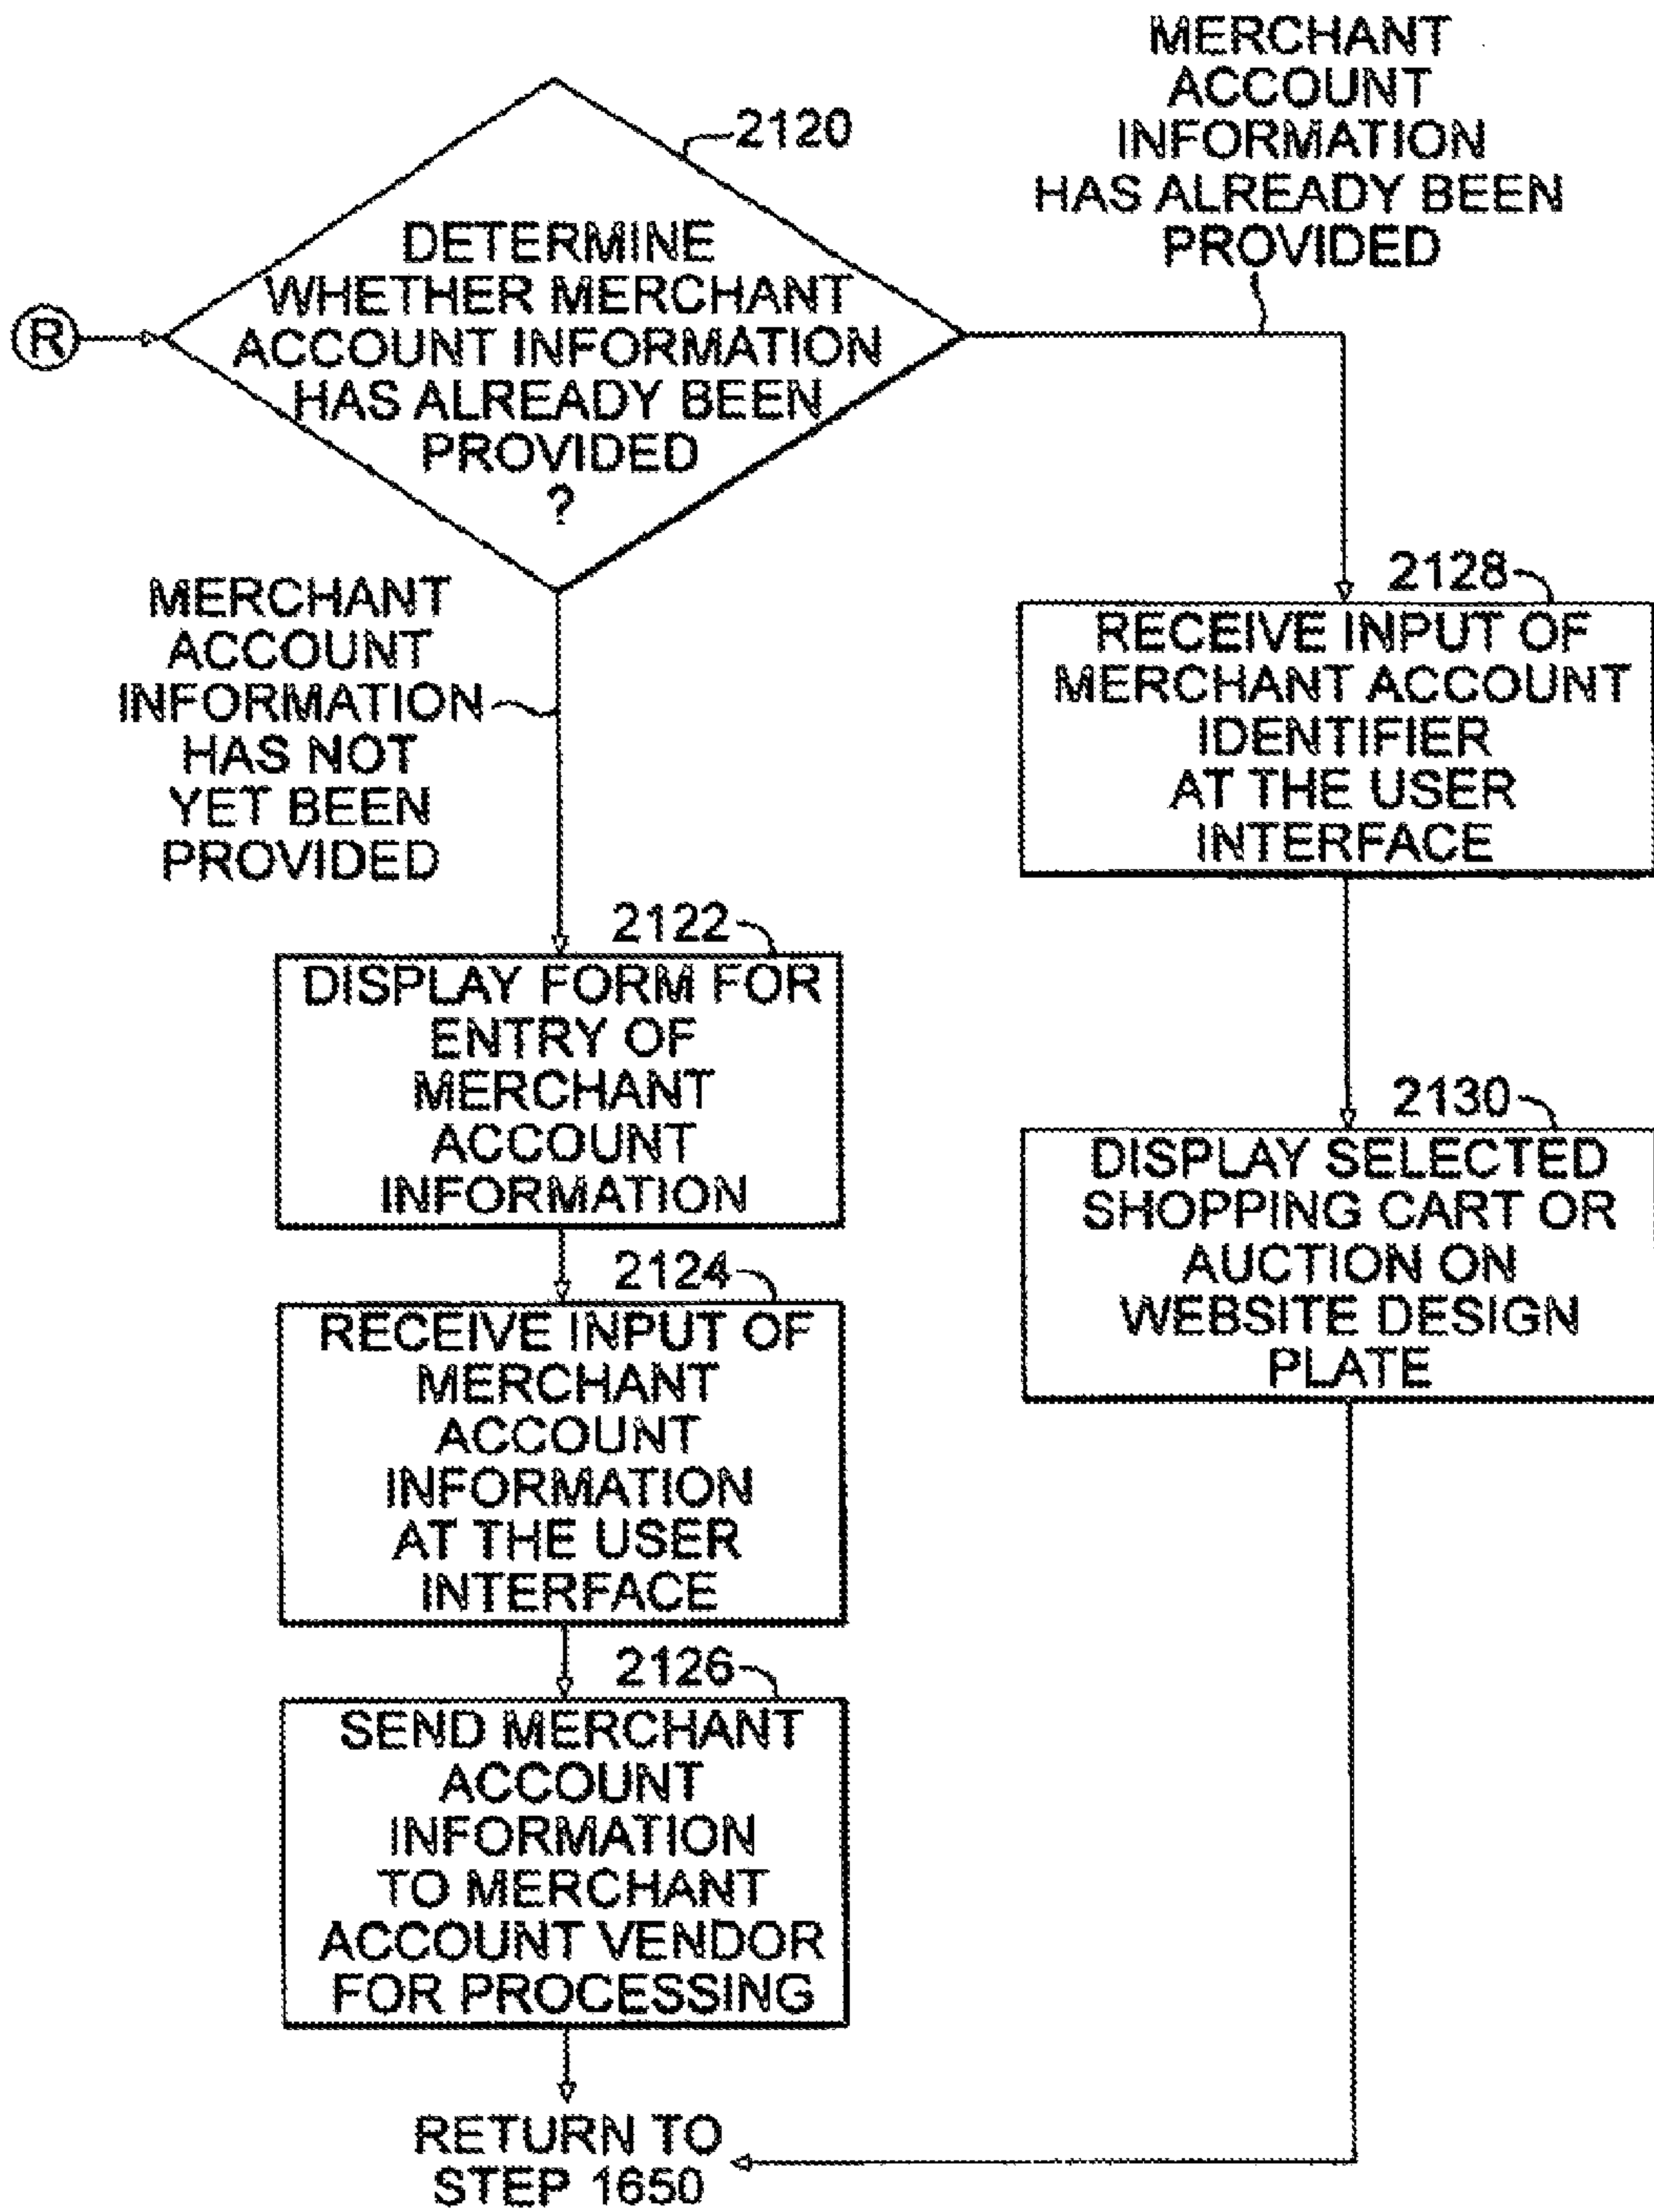 R
2120
DETERMINE
WHETHER MERCHANT
ACCOUNT INFORMATION
HAS ALREADY BEEN
PROVIDED
?
MERCHANT
ACCOUNT
INFORMATION
HAS ALREADY BEEN
PROVIDED
MERCHANT
ACCOUNT
INFORMATION
HAS NOT
YET BEEN
PROVIDED
2122
DISPLAY FORM FOR
ENTRY OF
MERCHANT
ACCOUNT
INFORMATION
2124
RECEIVE INPUT OF
MERCHANT
ACCOUNT
INFORMATION
AT THE USER
INTERFACE
2126
SEND MERCHANT
ACCOUNT
INFORMATION
TO MERCHANT
ACCOUNT VENDOR
FOR PROCESSING
2128
RECEIVE INPUT OF
MERCHANT ACCOUNT
IDENTIFIER
AT THE USER
INTERFACE
2130
DISPLAY SELECTED
SHOPPING CART OR
AUCTION ON
WEBSITE DESIGN
PLATE
RETURN TO
STEP 1650